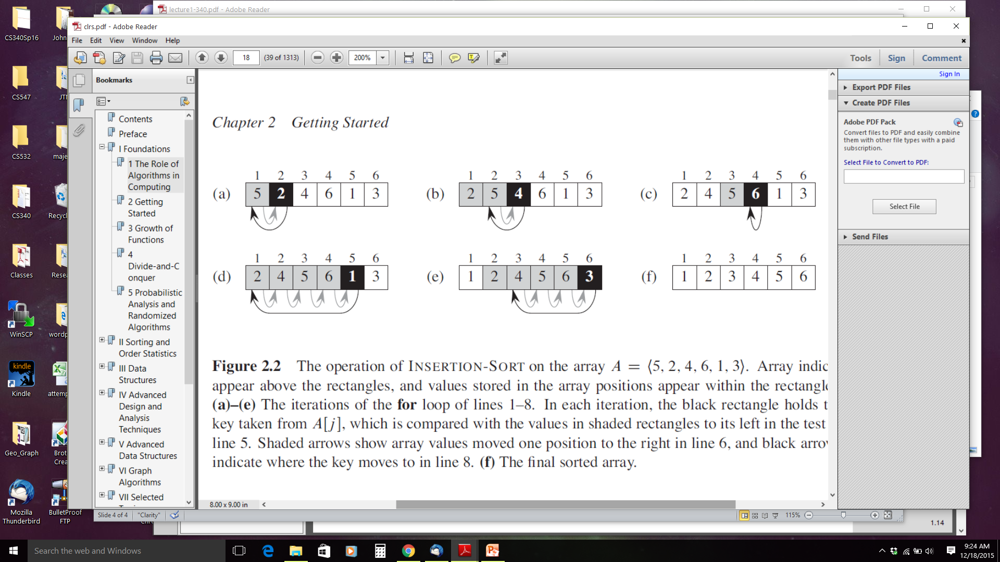 lecture1-340.pdf - Adobe Reader
clrs.pdf - Adobe Reader
File Edit View Window Help
18 (39 of 1313) 200% Tools Sign Comment
Bookmarks
Contents
Preface
I Foundations
1 The Role of
Algorithms in
Computing
2 Getting
Started
3 Growth of
Functions
4
Divide-and-C
onquer
5 Probabilistic
Analysis and
Randomized
Algorithms
II Sorting and
Order Statistics
III Data
Structures
IV Advanced
Design and
Analysis
Techniques
V Advanced
Data Structures
VI Graph
Algorithms
VII Selected
Chapter 2 Getting Started
1 2 3 4 5 6
(a) 5 2 4 6 1 3
1 2 3 4 5 6
(b) 2 5 4 6 1 3
1 2 3 4 5 6
(c) 2 4 5 6 1 3
1 2 3 4 5 6
(d) 2 4 5 6 1 3
1 2 3 4 5 6
(e) 1 2 4 5 6 3
1 2 3 4 5 6
(f) 1 2 3 4 5 6
Figure 2.2 The operation of INSERTION-SORT on the array A = ⟨5, 2, 4, 6, 1, 3⟩. Array indic
appear above the rectangles, and values stored in the array positions appear within the rectangle
(a)–(e) The iterations of the for loop of lines 1–8. In each iteration, the black rectangle holds t
key taken from A[j], which is compared with the values in shaded rectangles to its left in the test
line 5. Shaded arrows show array values moved one position to the right in line 6, and black arrow
indicate where the key moves to in line 8. (f) The final sorted array.
8.00 x 9.00 in
Sign In
Export PDF Files
Create PDF Files
Adobe PDF Pack
Convert files to PDF and easily combine
them with other file types with a paid
subscription.
Select File to Convert to PDF:
Select File
Send Files
Slide 4 of 4 "Clarity" 115%
1.14
CS340Sp16
John
CS547
JTI
CS532
maje
CS340
Recycl
Classes
Resea
WinSCP
wordp
kindle
Kindle
attemp
Geo_Graph
Brot
Crea
Mozilla
Thunderbird
BulletProof
FTP
Search the web and Windows
9:24 AM
12/18/2015